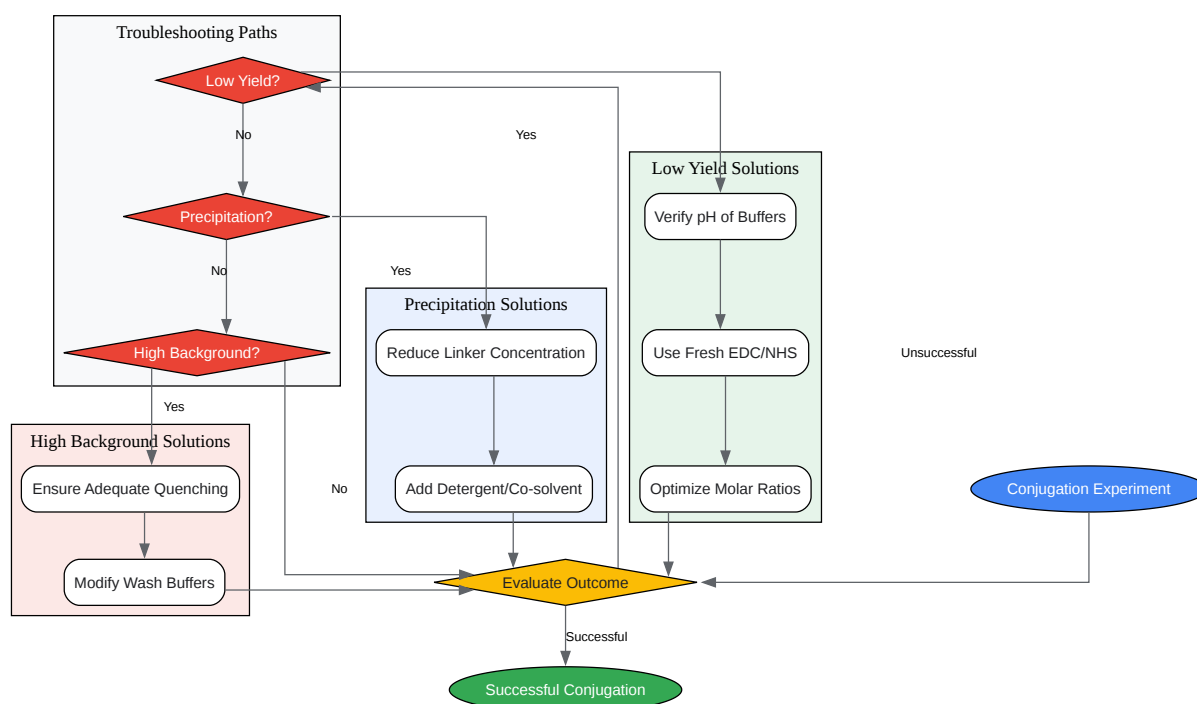 Troubleshooting Paths
Low Yield?
No
Yes
Low Yield Solutions
Precipitation?
Verify pH of Buffers
No
Yes
Precipitation Solutions
High Background?
Reduce Linker Concentration
Use Fresh EDC/NHS
Unsuccessful
Yes
High Background Solutions
Ensure Adequate Quenching
No
Add Detergent/Co-solvent
Optimize Molar Ratios
Conjugation Experiment
Modify Wash Buffers
Evaluate Outcome
Successful
Successful Conjugation